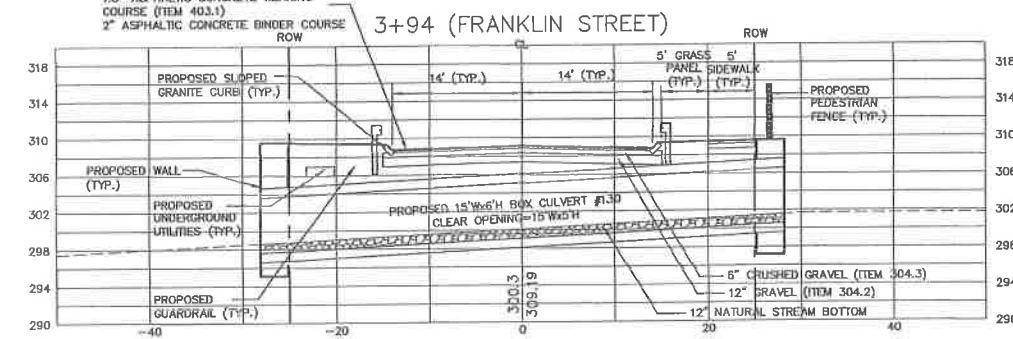 COURSE (ITEM 403.1)
2" ASPHALTIC CONCRETE BINDER COURSE
3+94 (FRANKLIN STREET)
ROW
ROW
℄
318
314
310
306
302
298
294
290
318
314
310
306
302
298
294
290
PROPOSED SLOPED
GRANITE CURB (TYP.)
14' (TYP.)
14' (TYP.)
5' GRASS
PANEL
(TYP.)
5'
SIDEWALK
(TYP.)
PROPOSED
PEDESTRIAN
FENCE (TYP.)
PROPOSED WALL
(TYP.)
PROPOSED
UNDERGROUND
UTILITIES (TYP.)
PROPOSED 15'Wx6'H BOX CULVERT #130
CLEAR OPENING=15'Wx5'H
PROPOSED
GUARDRAIL (TYP.)
300.3
309.19
6" CRUSHED GRAVEL (ITEM 304.3)
12" GRAVEL (ITEM 304.2)
12" NATURAL STREAM BOTTOM
-40
-20
0
20
40